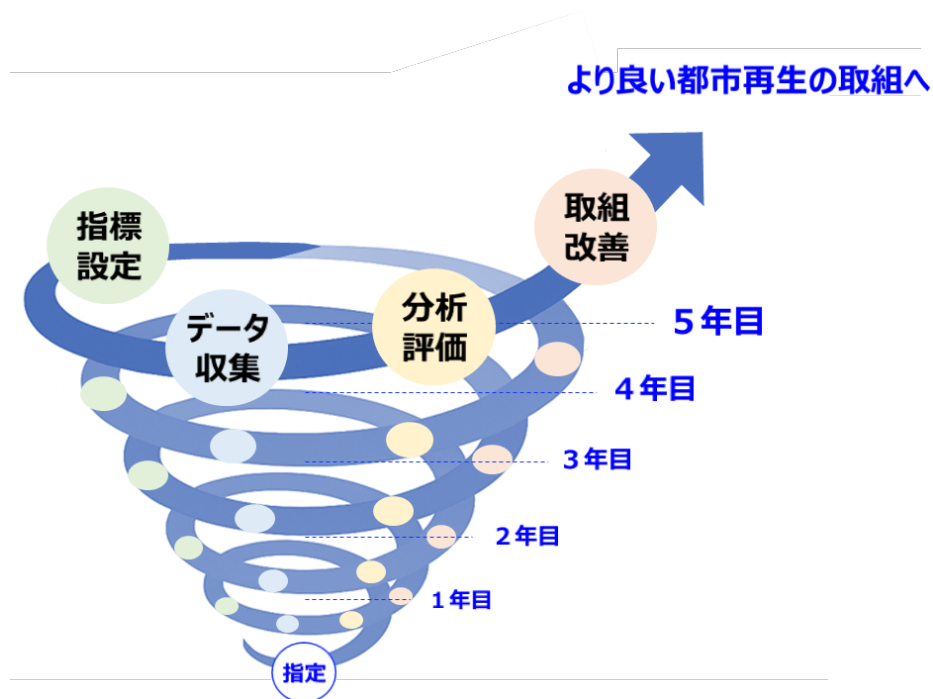 より良い都市再生の取組へ
取組
改善
指標
設定
分析
評価
データ
収集
5年目
4年目
3年目
2年目
1年目
指定